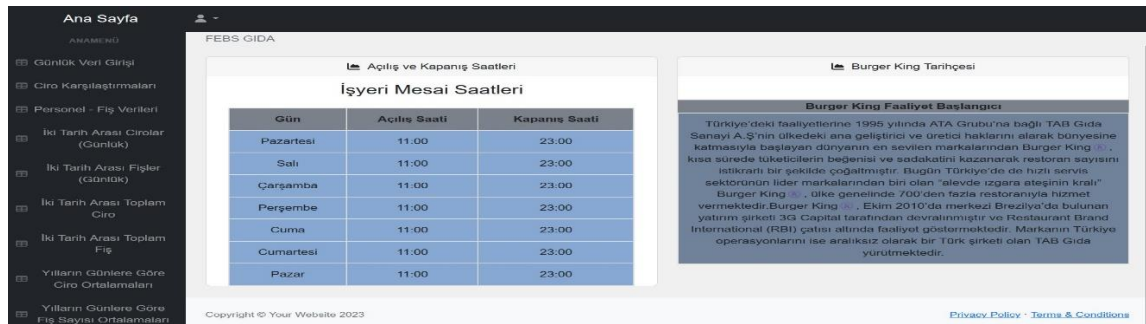 Ana Sayfa
ANAMENÜ
Günlük Veri Girişi
Ciro Karşılaştırmaları
Personel - Fiş Verileri
İki Tarih Arası Cirolar
(Günlük)
İki Tarih Arası Fişler
(Günlük)
İki Tarih Arası Toplam
Ciro
İki Tarih Arası Toplam
Fiş
Yılların Günlere Göre
Ciro Ortalamaları
Yılların Günlere Göre
Fiş Sayısı Ortalamaları
FEBS GIDA
Açılış ve Kapanış Saatleri
İşyeri Mesai Saatleri
Gün Açılış Saati Kapanış Saati
Pazartesi 11:00 23:00
Salı 11:00 23:00
Çarşamba 11:00 23:00
Perşembe 11:00 23:00
Cuma 11:00 23:00
Cumartesi 11:00 23:00
Pazar 11:00 23:00
Burger King Tarihçesi
Burger King Faaliyet Başlangıcı
Türkiye'deki faaliyetlerine 1995 yılında ATA Grubu'na bağlı TAB Gıda
Sanayi A.Ş'nin ülkedeki ana geliştirici ve üretici haklarını alarak bünyesine
katmasıyla başlayan dünyanın en sevilen markalarından Burger King ®,
kısa sürede tüketicilerin beğenisi ve sadakatini kazanarak restoran sayısını
istikrarlı bir şekilde çoğaltmıştır. Bugün Türkiye'de de hızlı servis
sektörünün lider markalarından biri olan "alevde ızgara ateşinin kralı"
Burger King ®, ülke genelinde 700'den fazla restoranıyla hizmet
vermektedir.Burger King ®, Ekim 2010'da merkezi Brezilya'da bulunan
yatırım şirketi 3G Capital tarafından devralınmıştır ve Restaurant Brand
International (RBI) çatısı altında faaliyet göstermektedir. Markanın Türkiye
operasyonlarını ise aralıksız olarak bir Türk şirketi olan TAB Gıda
yürütmektedir.
Copyright © Your Website 2023
Privacy Policy · Terms & Conditions